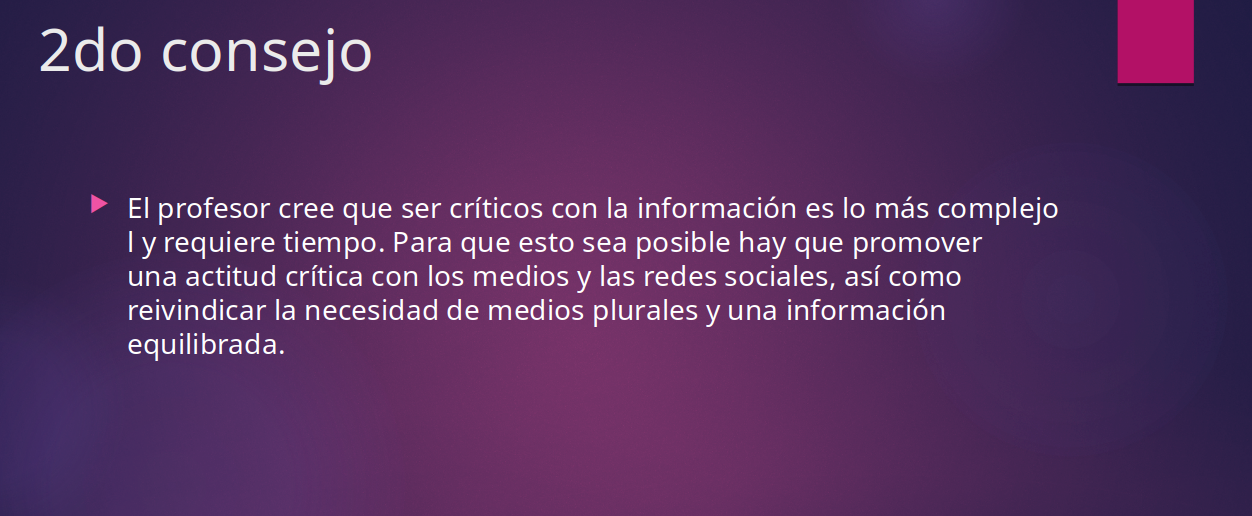 2do consejo
El profesor cree que ser críticos con la información es lo más complejo
l y requiere tiempo. Para que esto sea posible hay que promover
una actitud crítica con los medios y las redes sociales, así como
reivindicar la necesidad de medios plurales y una información
equilibrada.